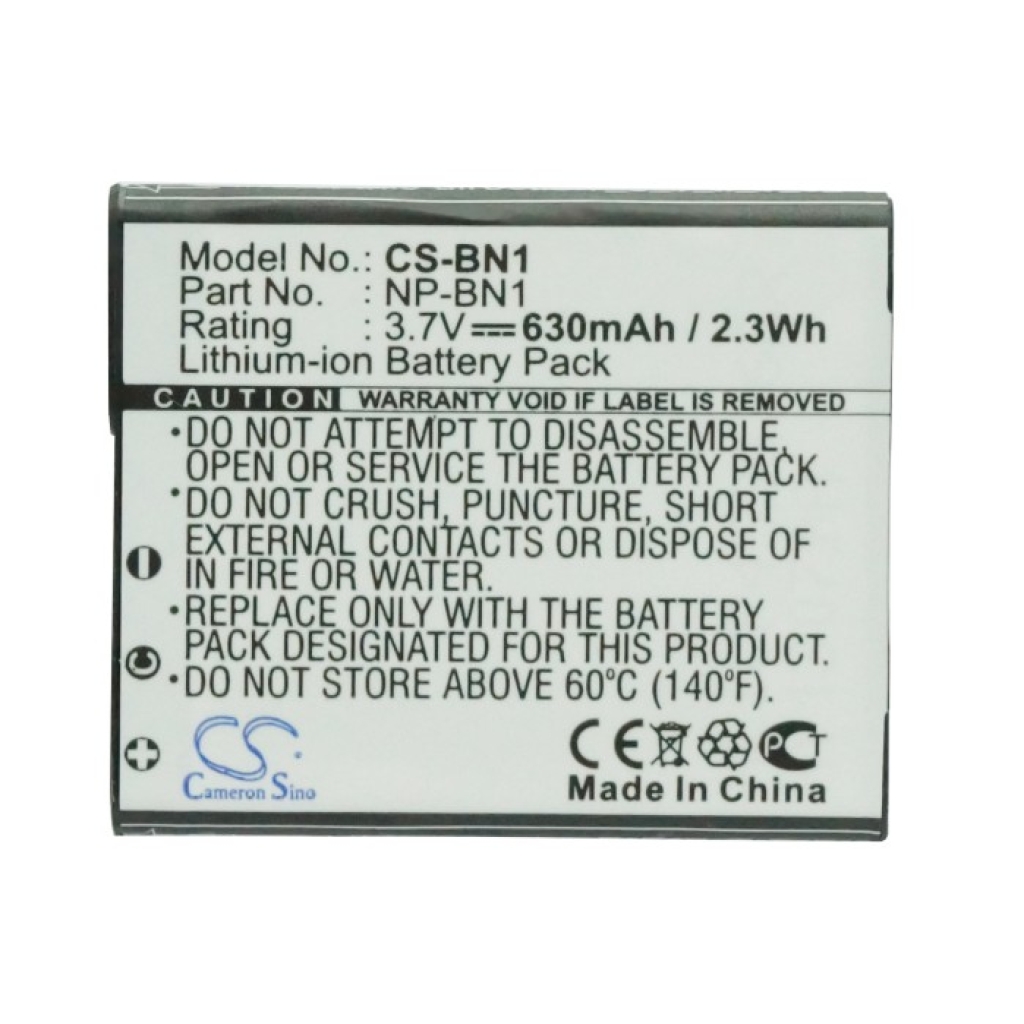 Model No.: CS-BN1
Part No. : NP-BN1
Rating : 3.7V 630mAh / 2.3Wh
Lithium-ion Battery Pack
CAUTION WARRANTY VOID IF LABEL IS REMOVED
•DO NOT ATTEMPT TO DISASSEMBLE,
OPEN OR SERVICE THE BATTERY PACK.
•DO NOT CRUSH, PUNCTURE, SHORT
EXTERNAL CONTACTS OR DISPOSE OF
IN FIRE OR WATER.
•REPLACE ONLY WITH THE BATTERY
PACK DESIGNATED FOR THIS PRODUCT.
•DO NOT STORE ABOVE 60°C (140°F).
CS
Cameron Sino
CE PCT
Made In China